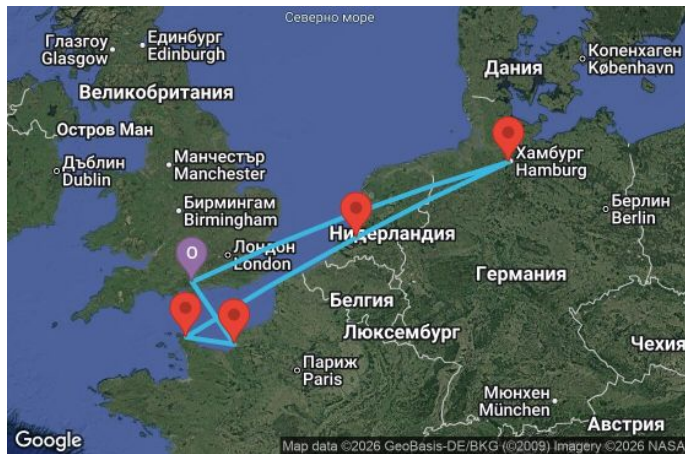 Северно море
Глазгоу
Glasgow
Единбург
Edinburgh
Копенхаген
København
Дания
Великобритания
Остров Ман
Дъблин
Dublin
Манчестър
Manchester
Хамбург
Hamburg
Бирмингам
Birmingham
Берлин
Berlin
O
Лондон
London
Нидерландия
Германия
Белгия
Люксембург
Чехия
Париж
Paris
Мюнхен
München
Австрия
Google
Map data ©2026 GeoBasis-DE/BKG (©2009) Imagery ©2026 NASA